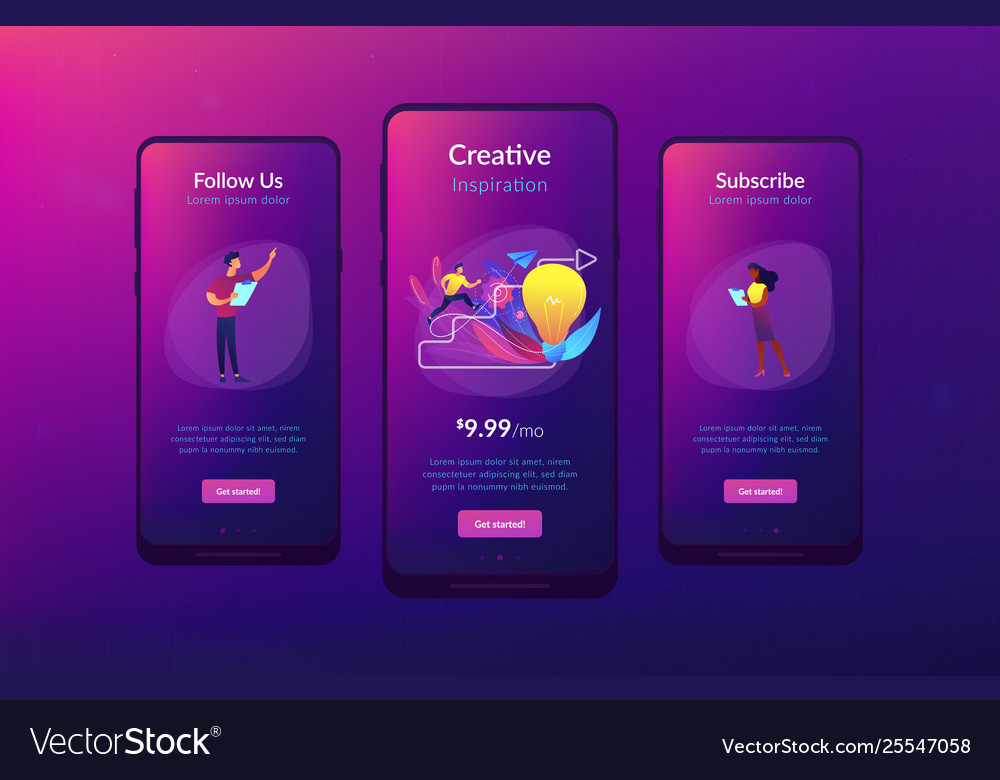 Follow Us
Lorem ipsum dolor
Lorem ipsum dolor sit amet, enim,
consectetuer adipiscing elit, sed diam
pupm la nonummy nibh euismod.
Get started!
Creative
Inspiration
$9.99/mo
Lorem ipsum dolor sit amet, enim,
consectetuer adipiscing elit, sed diam
pupm la nonummy nibh euismod.
Get started!
Subscribe
Lorem ipsum dolor
Lorem ipsum dolor sit amet, enim,
consectetuer adipiscing elit, sed diam
pupm la nonummy nibh euismod.
Get started!
VectorStock®
VectorStock.com/25547058